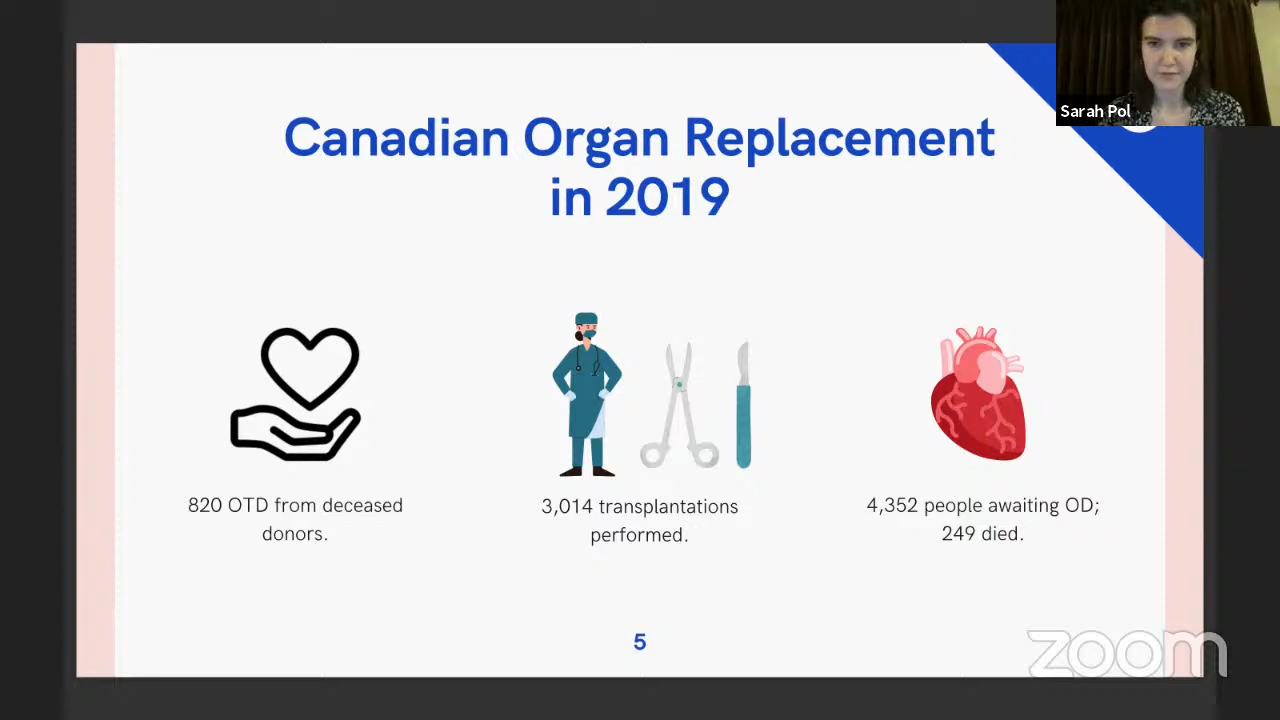 Sarah Pol
Canadian Organ Replacement
in 2019
820 OTD from deceased
donors.
3,014 transplantations
performed.
4,352 people awaiting OD;
249 died.
5
zoom